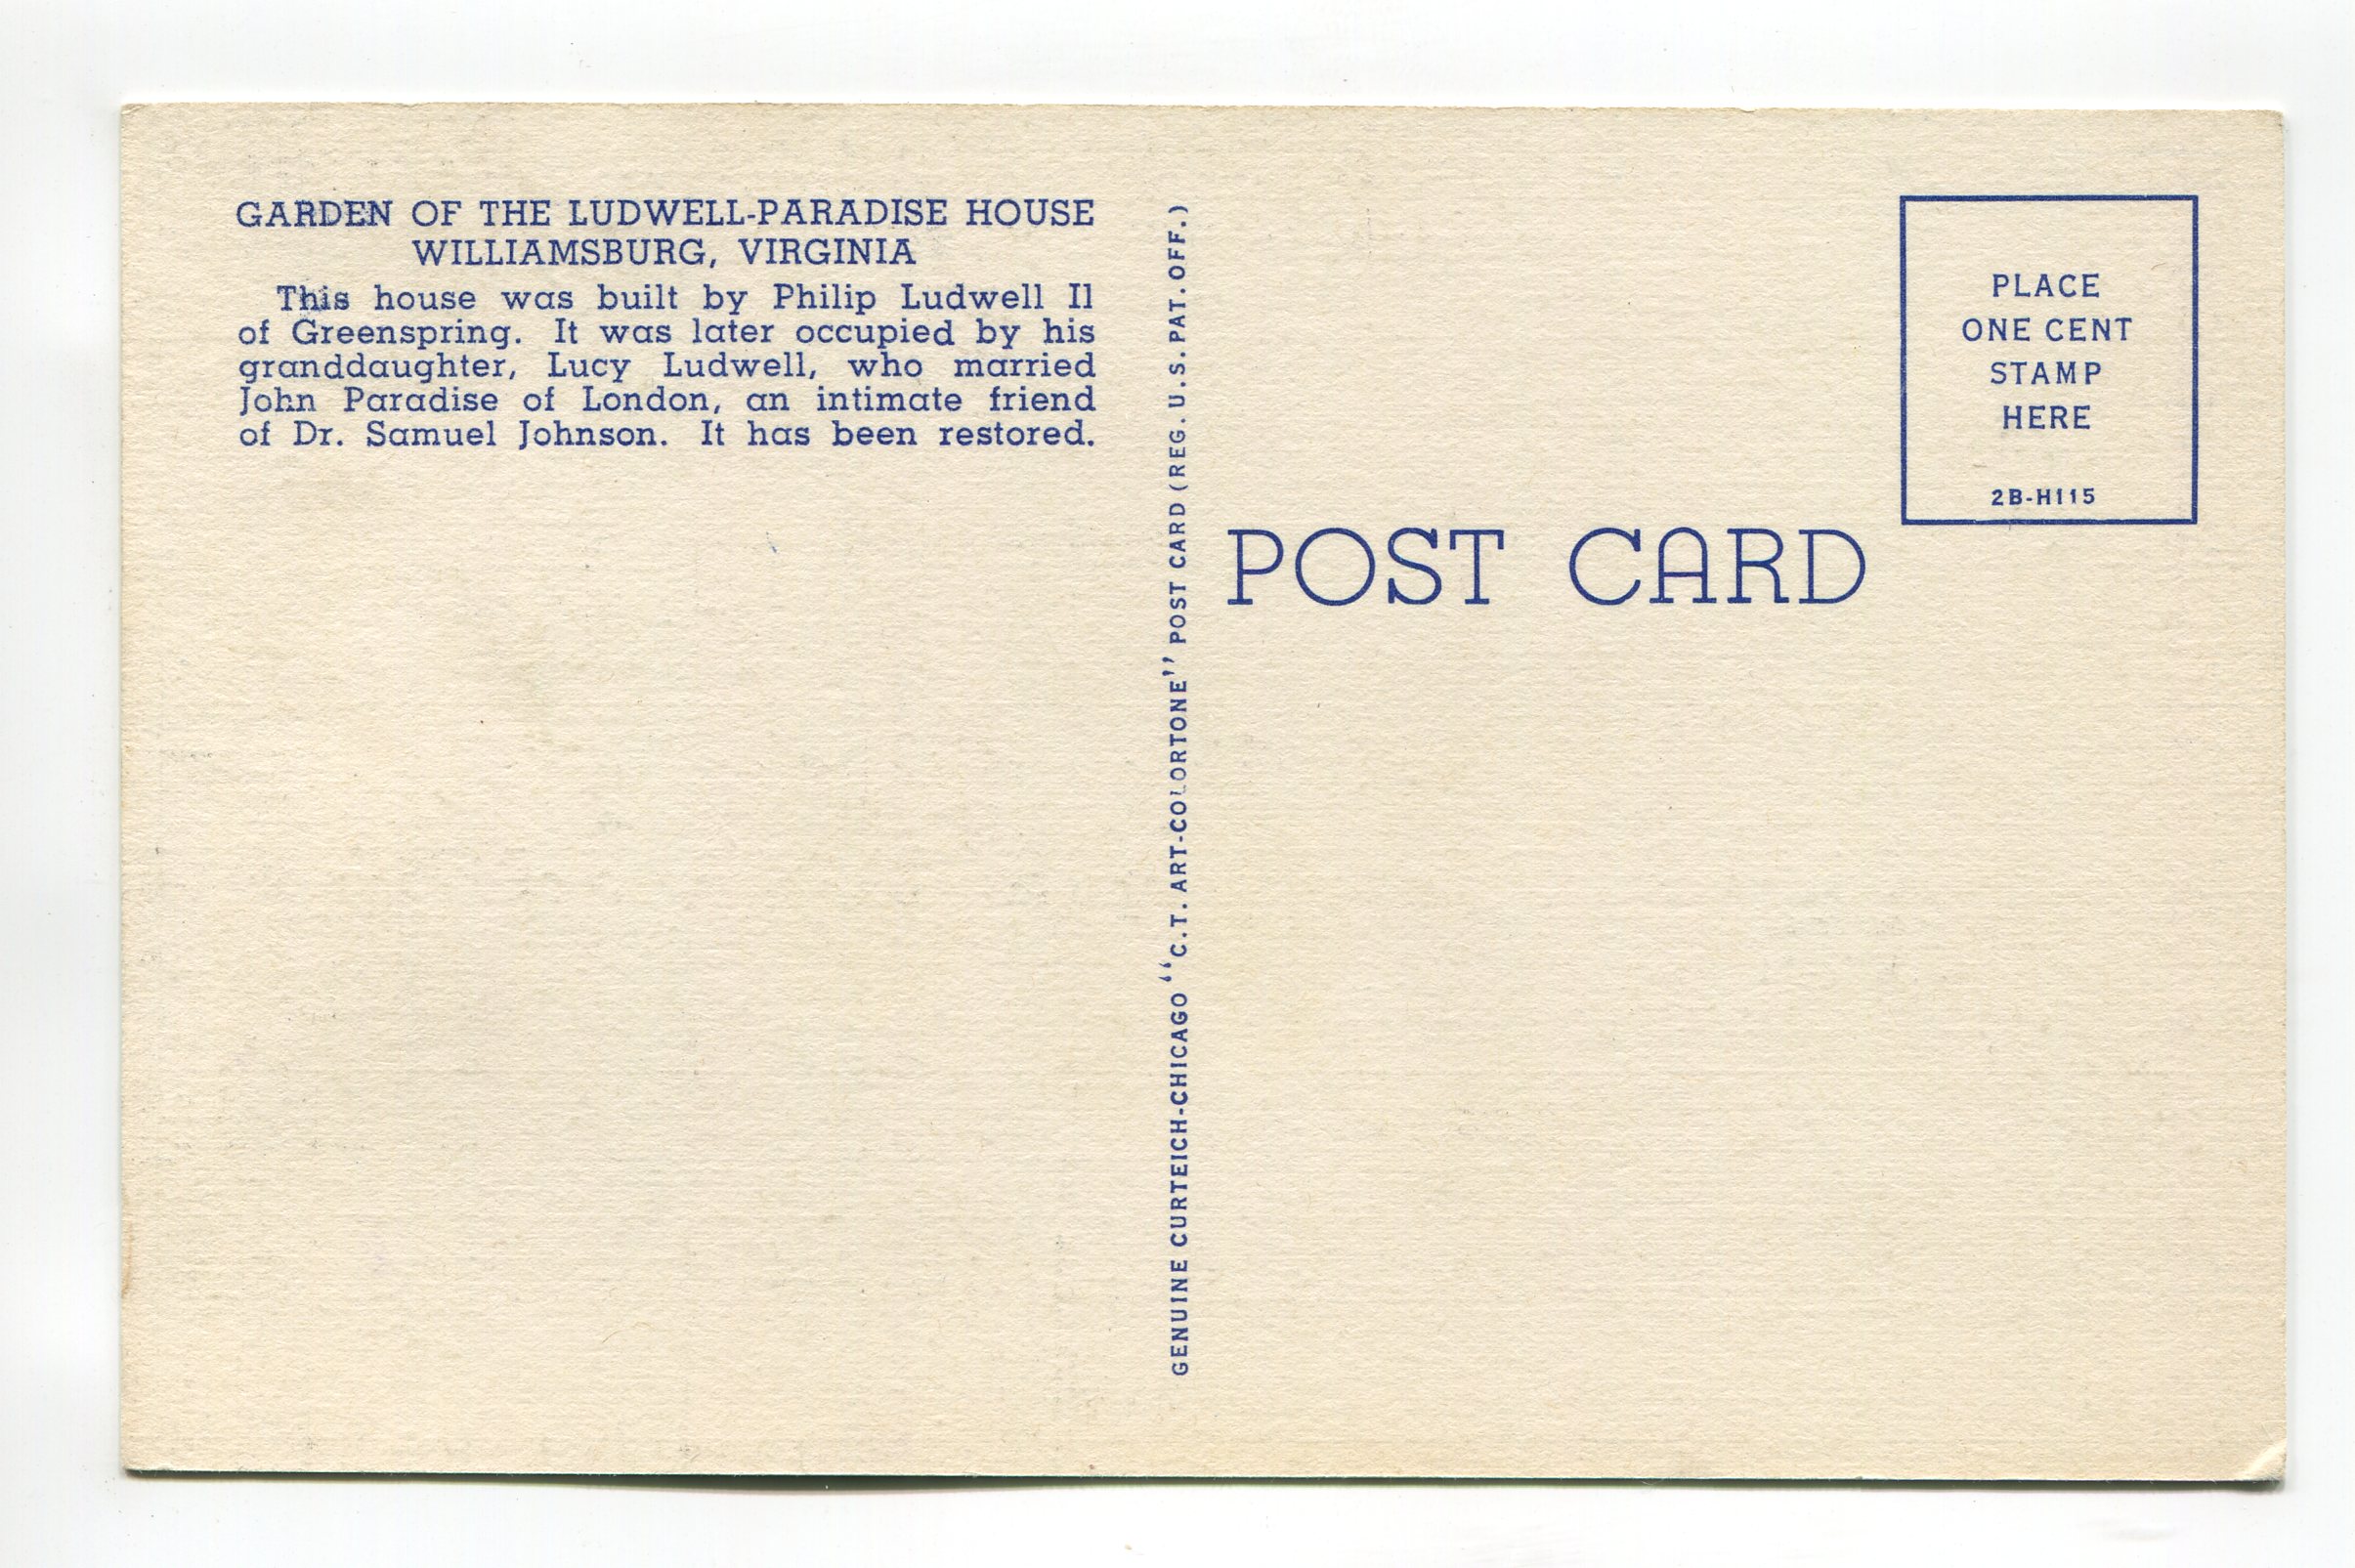 GARDEN OF THE LUDWELL-PARADISE HOUSE
WILLIAMSBURG, VIRGINIA
This house was built by Philip Ludwell II
of Greenspring. It was later occupied by his
granddaughter, Lucy Ludwell, who married
John Paradise of London, an intimate friend
of Dr. Samuel Johnson. It has been restored.
GENUINE CURTEICH-CHICAGO "C.T. ART-COLORTONE" POST CARD (REG. U.S. PAT. OFF.)
POST CARD
PLACE
ONE CENT
STAMP
HERE
2B-H115